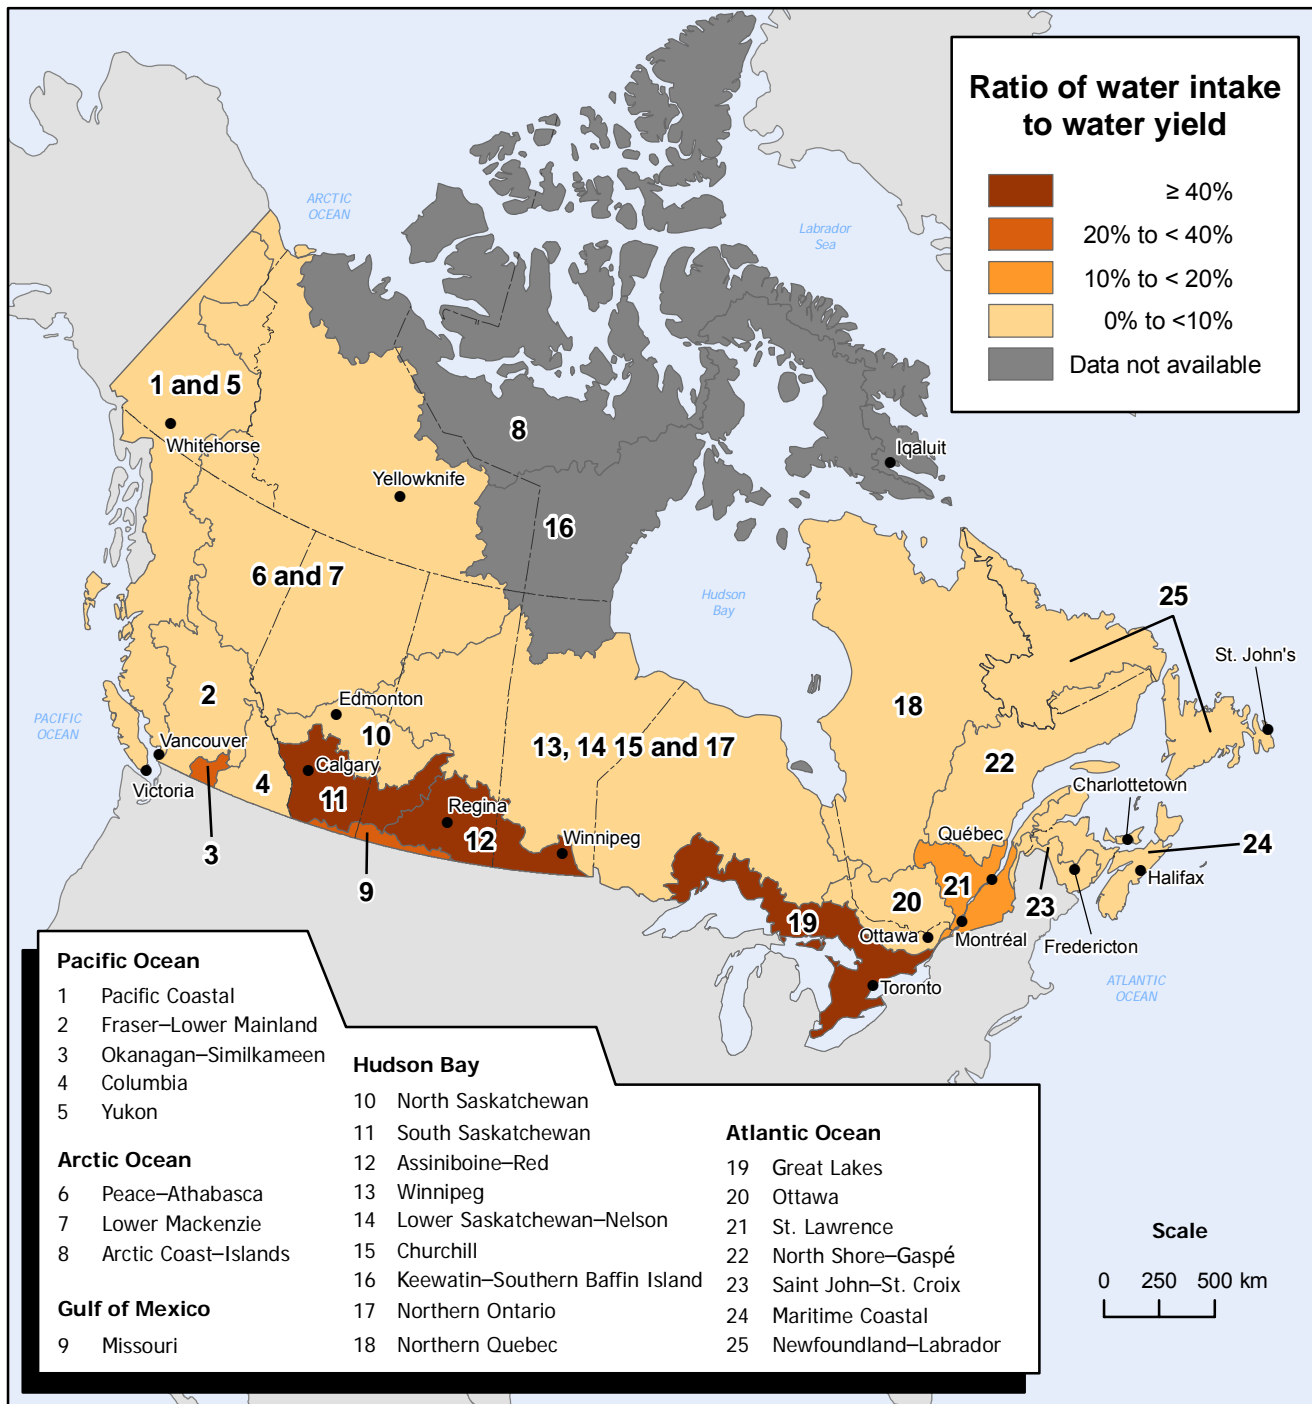 Ratio of water intake
to water yield
≥ 40%
20% to < 40%
10% to < 20%
0% to <10%
Data not available
ARCTIC
OCEAN
Labrador
Sea
1 and 5
Whitehorse
8
Iqaluit
Yellowknife
16
6 and 7
Hudson
Bay
25
St. John's
2
18
PACIFIC
OCEAN
Edmonton
Vancouver
10
13, 14 15 and 17
22
Calgary
4
Victoria
11
Regina
Charlottetown
12
Winnipeg
Québec
3
9
24
Halifax
21
20
23
19
Ottawa
Montréal
Fredericton
Toronto
ATLANTIC
OCEAN
Pacific Ocean
1 Pacific Coastal
2 Fraser–Lower Mainland
3 Okanagan–Similkameen
4 Columbia
5 Yukon
Arctic Ocean
6 Peace–Athabasca
7 Lower Mackenzie
8 Arctic Coast–Islands
Gulf of Mexico
9 Missouri
Hudson Bay
10 North Saskatchewan
11 South Saskatchewan
12 Assiniboine–Red
13 Winnipeg
14 Lower Saskatchewan–Nelson
15 Churchill
16 Keewatin–Southern Baffin Island
17 Northern Ontario
18 Northern Quebec
Atlantic Ocean
19 Great Lakes
20 Ottawa
21 St. Lawrence
22 North Shore–Gaspé
23 Saint John–St. Croix
24 Maritime Coastal
25 Newfoundland–Labrador
Scale
0 250 500 km